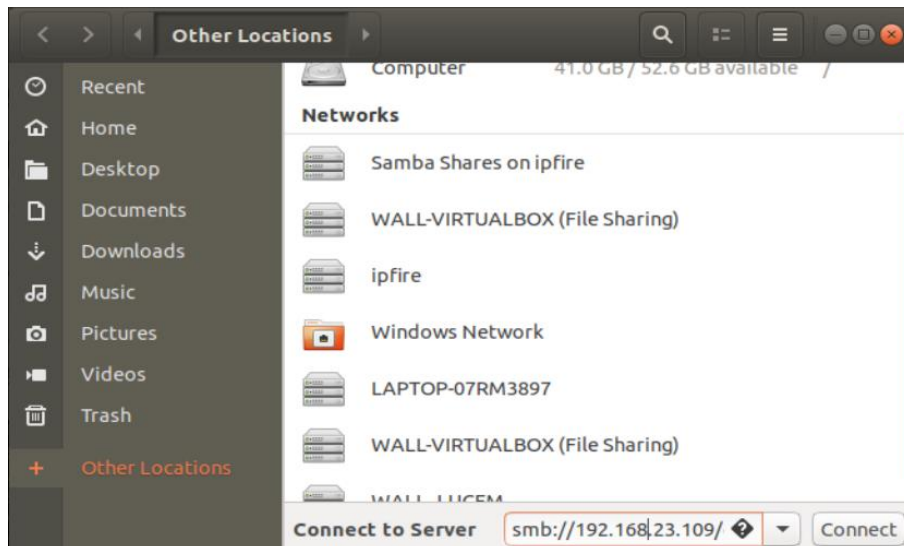 Other Locations
Recent
Home
Desktop
Documents
Downloads
Music
Pictures
Videos
Trash
Other Locations
Computer 41.0 GB / 52.6 GB available /
Networks
Samba Shares on ipfire
WALL-VIRTUALBOX (File Sharing)
ipfire
Windows Network
LAPTOP-07RM3897
WALL-VIRTUALBOX (File Sharing)
Connect to Server smb://192.168.23.109/ Connect